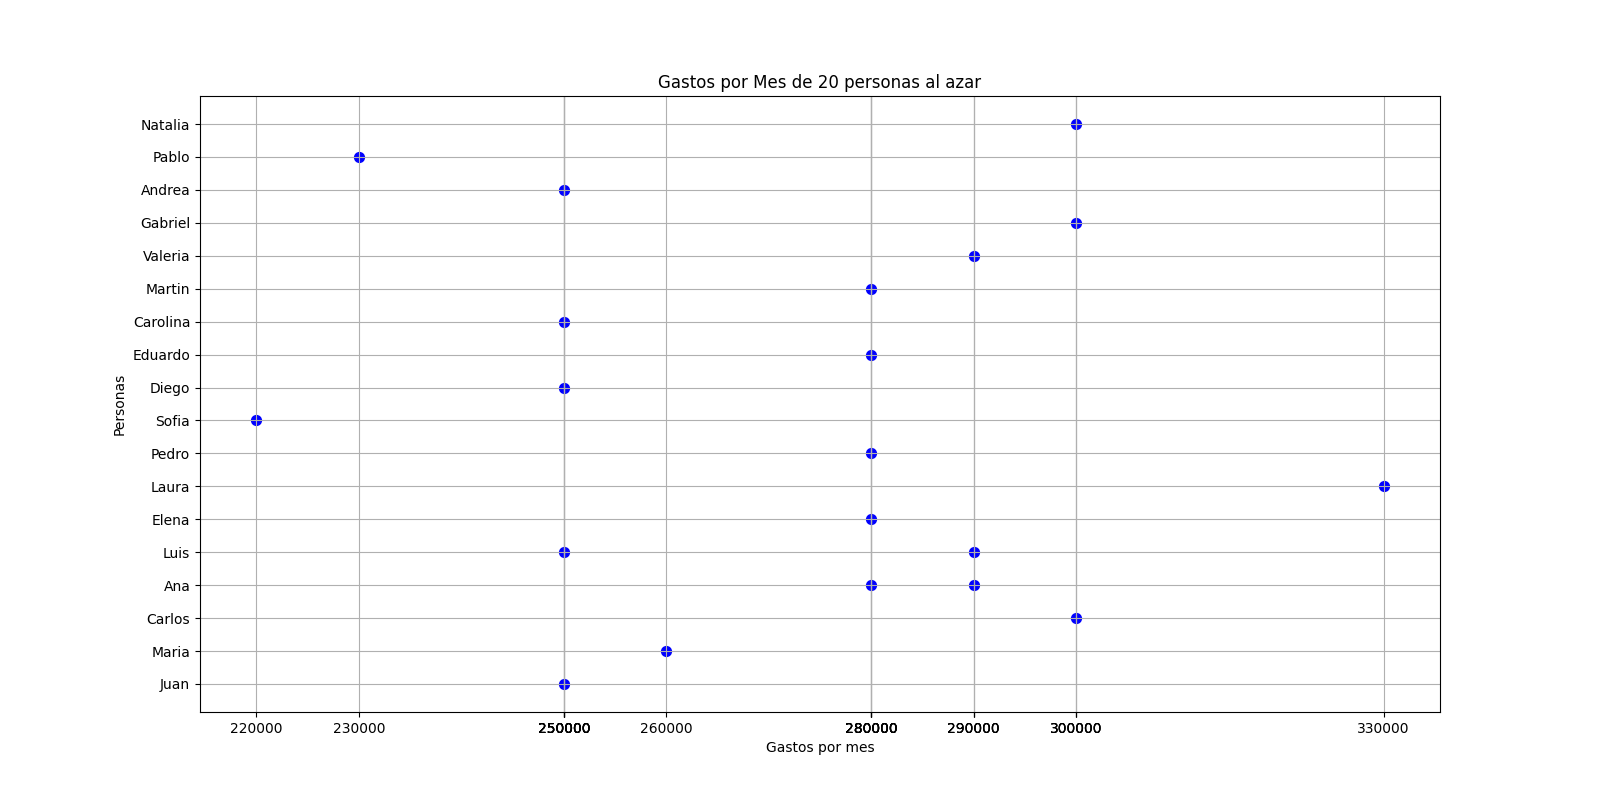 Gastos por Mes de 20 personas al azar
Natalia
Pablo
Andrea
Gabriel
Valeria
Martin
Carolina
Eduardo
Diego
Sofia
Pedro
Laura
Elena
Luis
Ana
Carlos
Maria
Juan
Personas
220000 230000 250000 260000 280000 290000 300000 330000
Gastos por mes